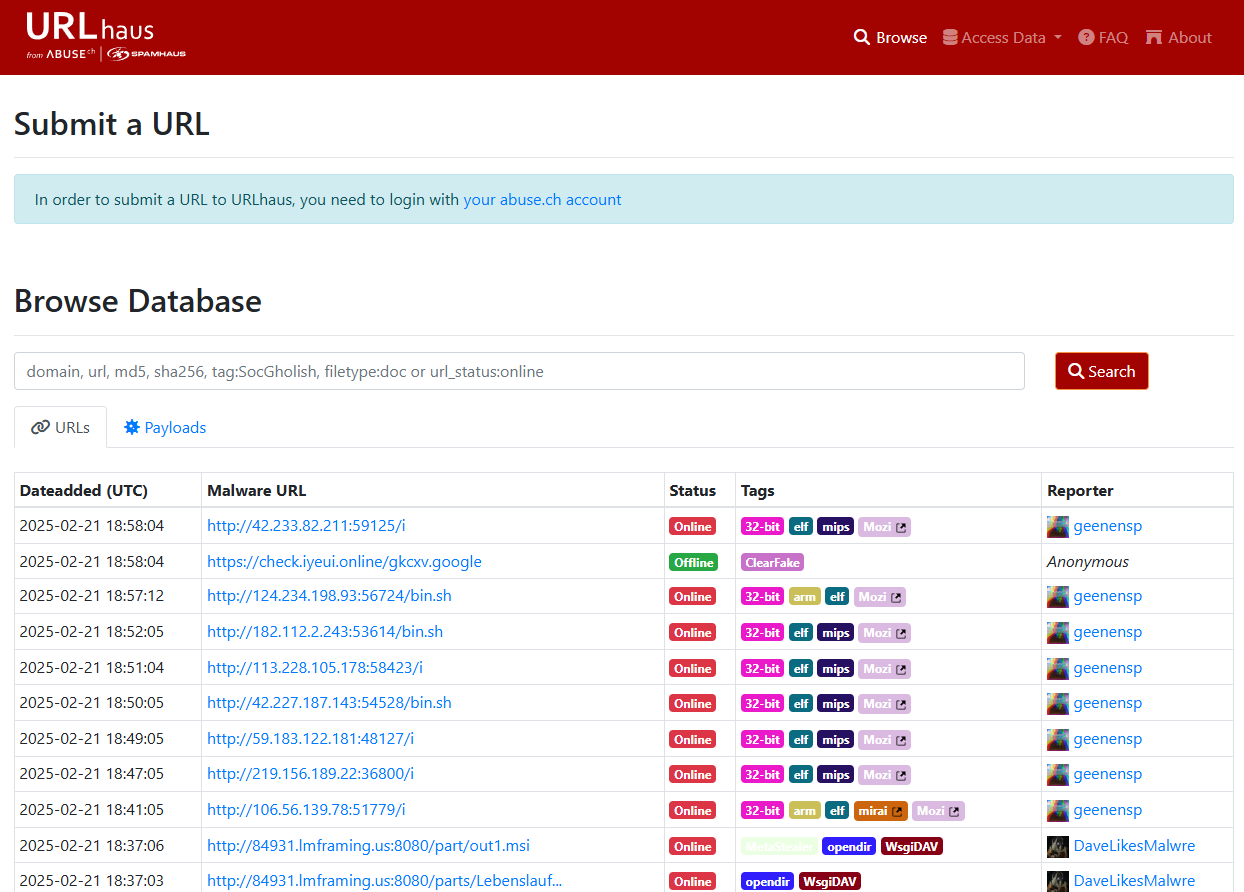 URLhaus
from ABUSE ch | SPAMHAUS
Browse Access Data FAQ About
Submit a URL
In order to submit a URL to URLhaus, you need to login with your abuse.ch account
Browse Database
domain, url, md5, sha256, tag:SocGholish, filetype:doc or url_status:online
Search
URLs Payloads
Dateadded (UTC) Malware URL Status Tags Reporter
2025-02-21 18:58:04 http://42.233.82.211:59125/i Online 32-bit elf mips Mozi geenensp
2025-02-21 18:58:04 https://check.iyeui.online/gkcxv.google Offline ClearFake Anonymous
2025-02-21 18:57:12 http://124.234.198.93:56724/bin.sh Online 32-bit arm elf Mozi geenensp
2025-02-21 18:52:05 http://182.112.2.243:53614/bin.sh Online 32-bit elf mips Mozi geenensp
2025-02-21 18:51:04 http://113.228.105.178:58423/i Online 32-bit elf mips Mozi geenensp
2025-02-21 18:50:05 http://42.227.187.143:54528/bin.sh Online 32-bit elf mips Mozi geenensp
2025-02-21 18:49:05 http://59.183.122.181:48127/i Online 32-bit elf mips Mozi geenensp
2025-02-21 18:47:05 http://219.156.189.22:36800/i Online 32-bit elf mips Mozi geenensp
2025-02-21 18:41:05 http://106.56.139.78:51779/i Online 32-bit arm elf mirai Mozi geenensp
2025-02-21 18:37:06 http://84931.lmframing.us:8080/part/out1.msi Online MetaStealer opendir WsgiDAV DaveLikesMalwre
2025-02-21 18:37:03 http://84931.lmframing.us:8080/parts/Lebenslauf... Online opendir WsgiDAV DaveLikesMalwre